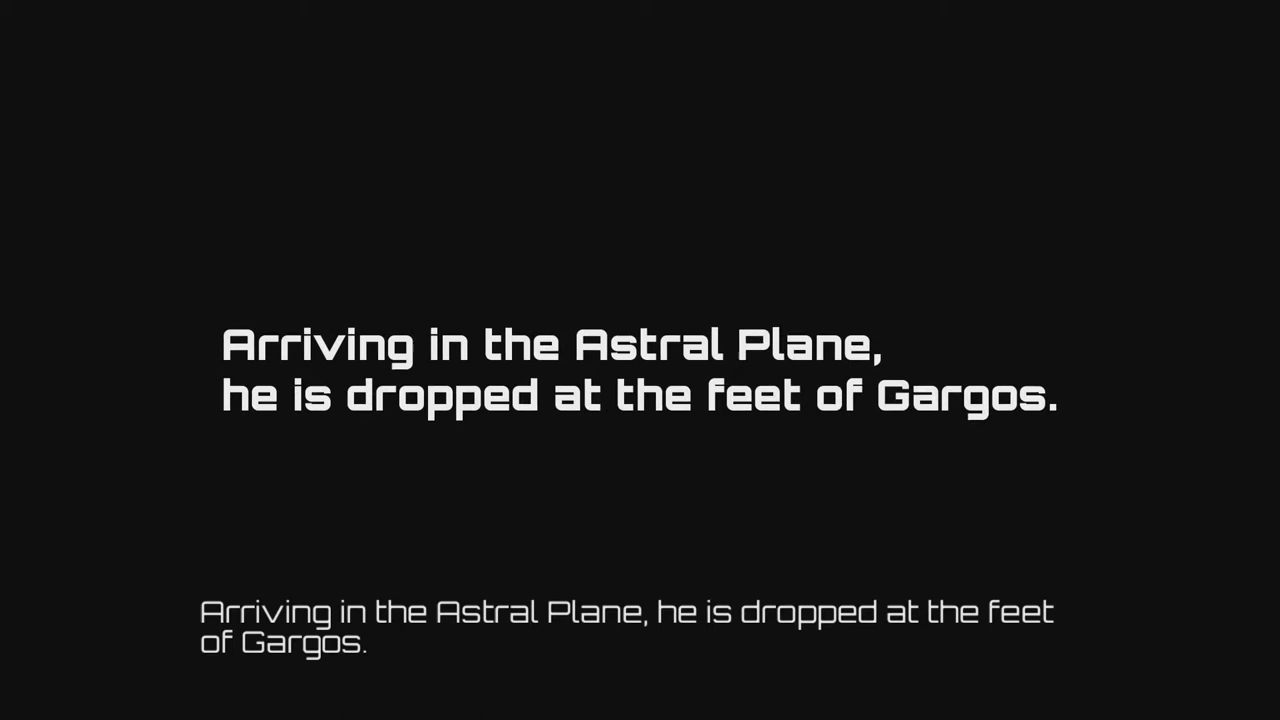 Arriving in the Astral Plane,
he is dropped at the feet of Gargos.
Arriving in the Astral Plane, he is dropped at the feet
of Gargos.